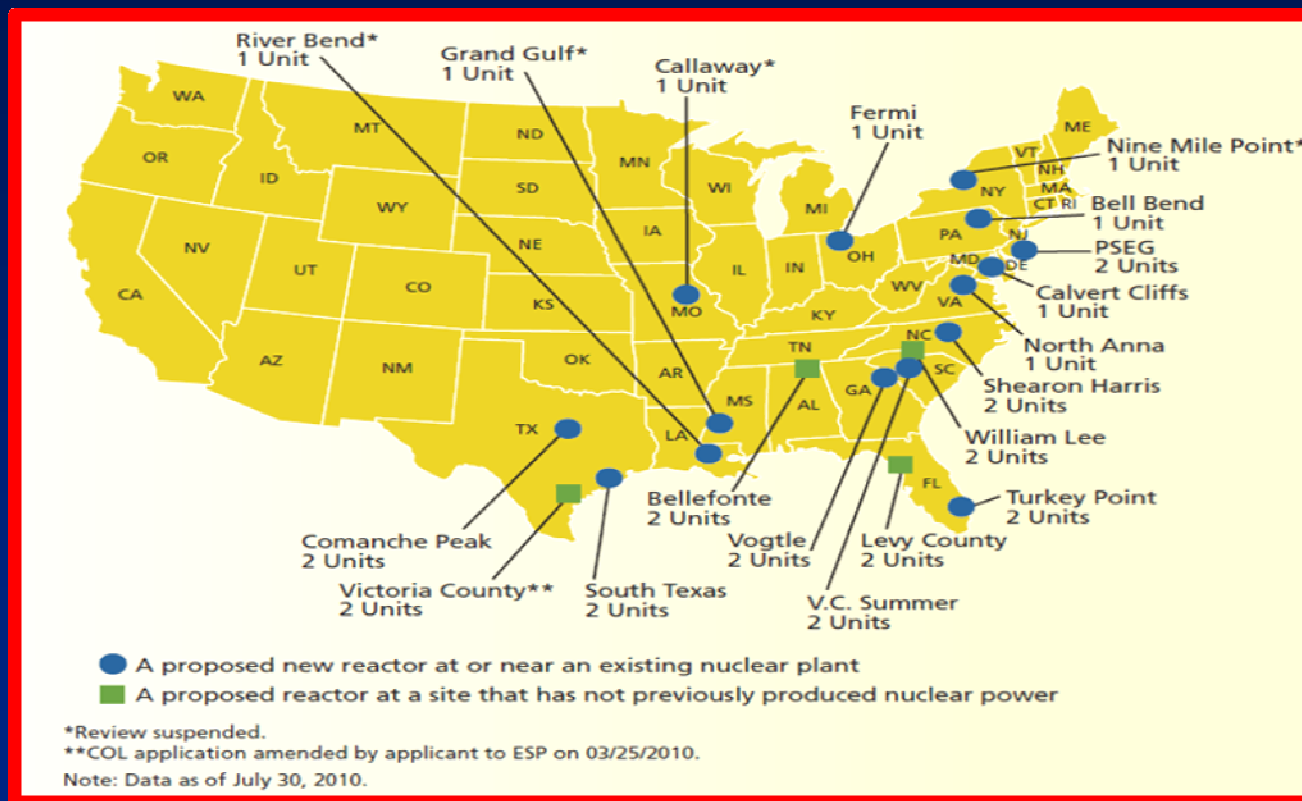 River Bend*
1 Unit
Grand Gulf*
1 Unit
Callaway*
1 Unit
Fermi
1 Unit
Nine Mile Point*
1 Unit
Bell Bend
1 Unit
PSEG
2 Units
Calvert Cliffs
1 Unit
North Anna
1 Unit
Shearon Harris
2 Units
William Lee
2 Units
Turkey Point
2 Units
Levy County
2 Units
V.C. Summer
2 Units
Vogtle
2 Units
Bellefonte
2 Units
South Texas
2 Units
Victoria County**
2 Units
Comanche Peak
2 Units
WA
MT
ND
MN
OR
ID
SD
WI
WY
MI
ME
VT
NH
MA
CT RI
NY
NV
NE
IA
PA
NJ
UT
IL
IN
OH
MD
DE
CA
CO
KS
MO
WV
VA
KY
AZ
NM
OK
AR
TN
NC
SC
TX
LA
MS
AL
GA
FL
A proposed new reactor at or near an existing nuclear plant
A proposed reactor at a site that has not previously produced nuclear power
*Review suspended.
**COL application amended by applicant to ESP on 03/25/2010.
Note: Data as of July 30, 2010.